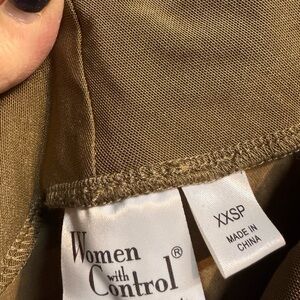 Women
with
Control®
XXSP
MADE IN
CHINA